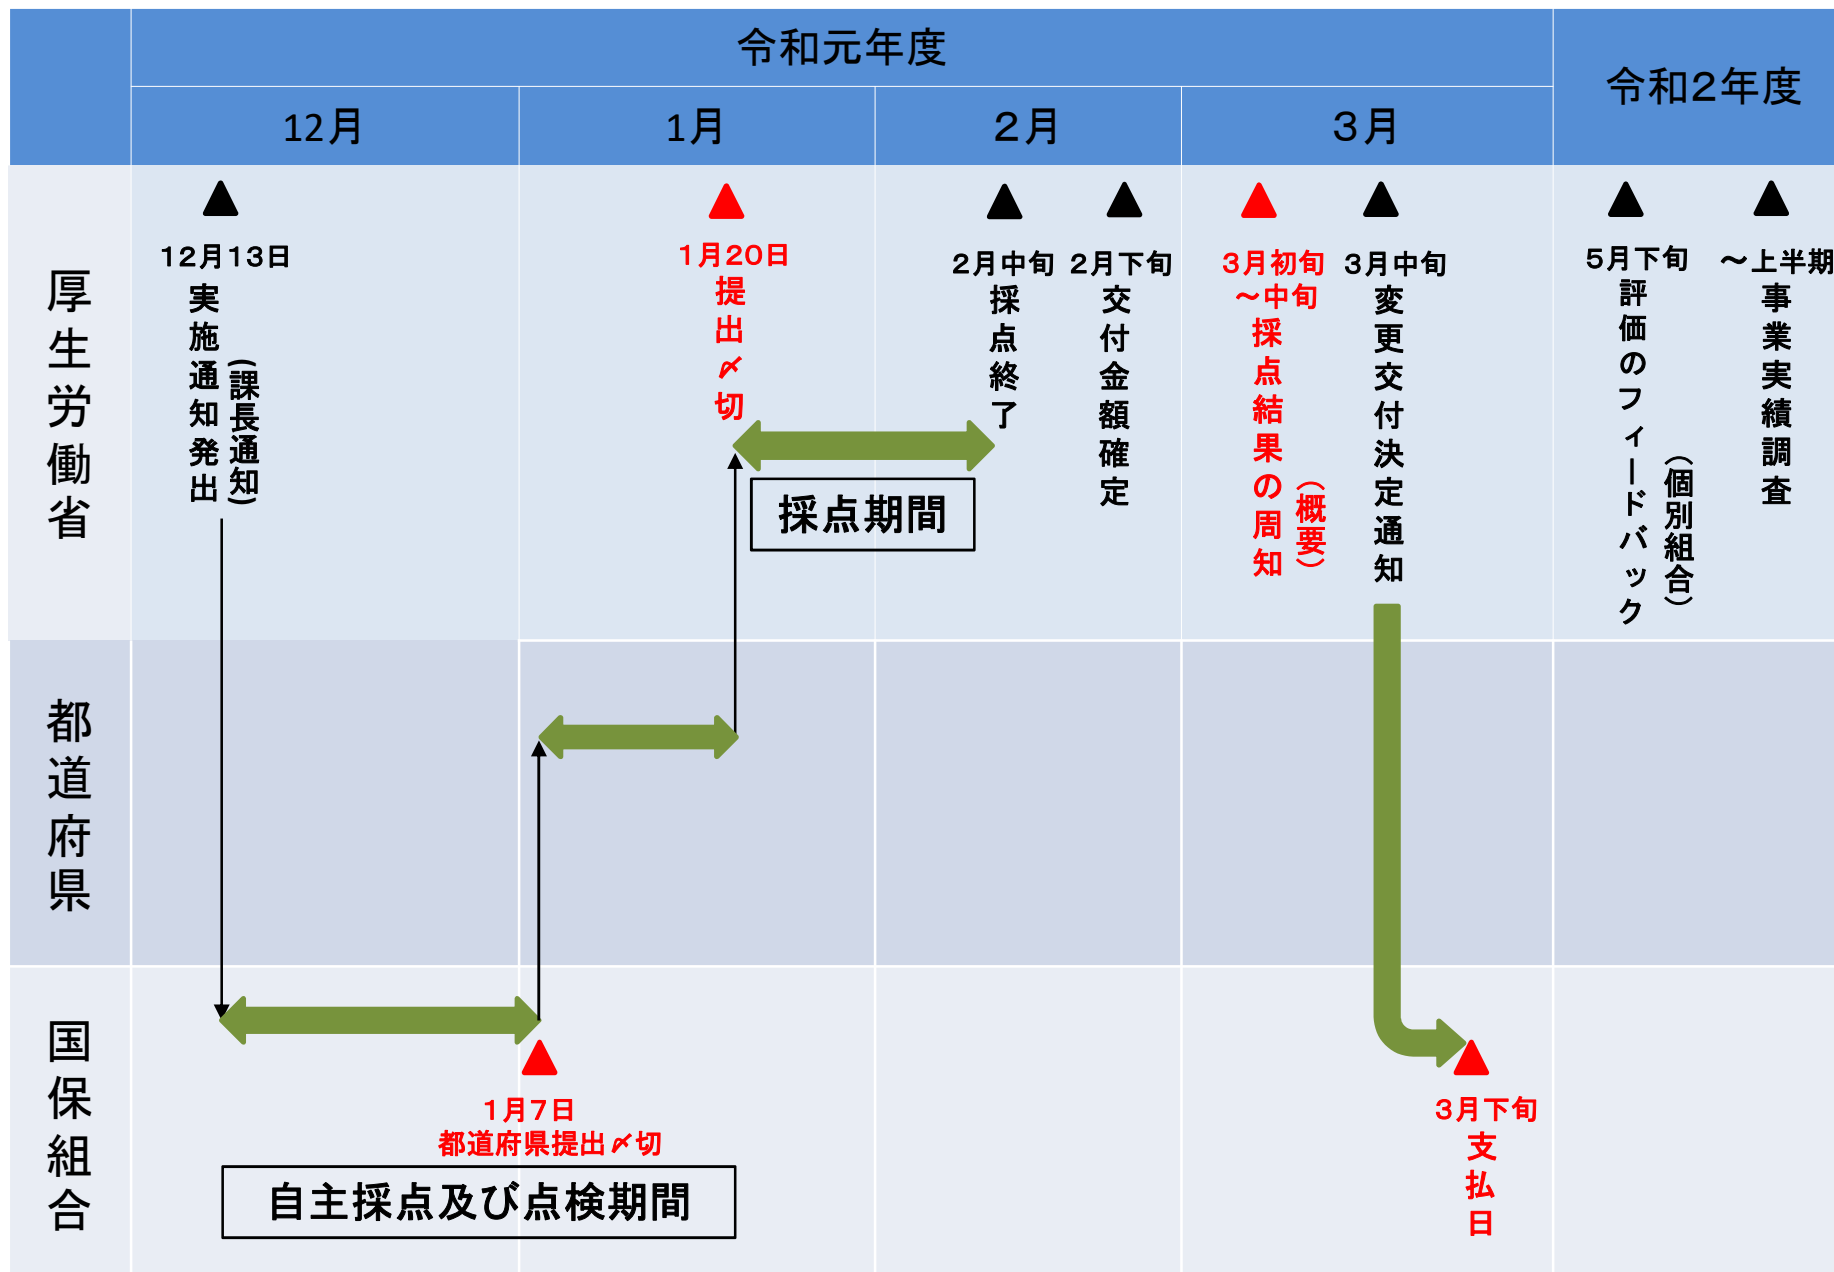 令和元年度
令和２年度
12月
1月
２月
３月
厚生労働省
12月13日
実施通知発出
（課長通知）
1月20日
提出〆切
2月中旬
採点終了
2月下旬
交付金額確定
3月初旬
～中旬
採点結果の周知
（概要）
3月中旬
変更交付決定通知
5月下旬
評価のフィードバック
（個別組合）
～上半期
事業実績調査
採点期間
都道府県
国保組合
1月7日
都道府県提出〆切
自主採点及び点検期間
3月下旬
支払日